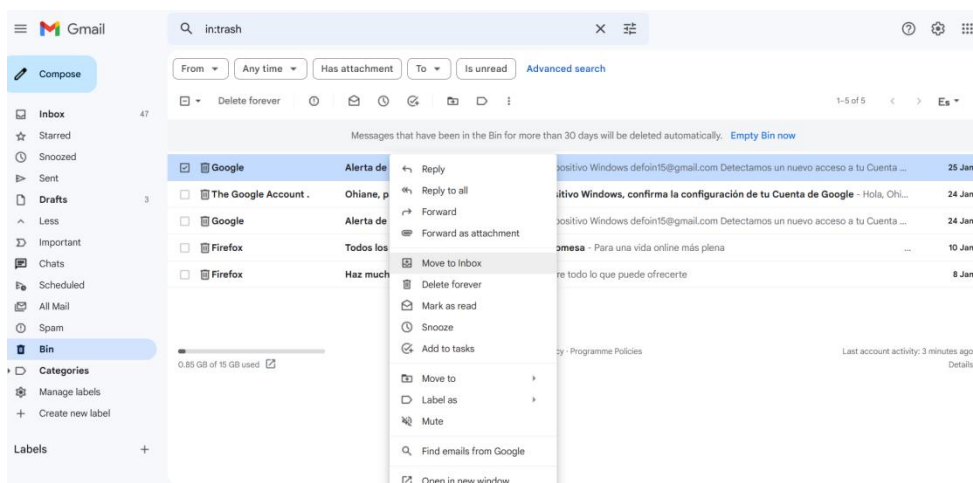 Gmail
in:trash
Compose
From
Any time
Has attachment
To
Is unread
Advanced search
Delete forever
1–5 of 5
Es
Messages that have been in the Bin for more than 30 days will be deleted automatically. Empty Bin now
Inbox 47
Starred
Snoozed
Sent
Drafts 3
Less
Important
Chats
Scheduled
All Mail
Spam
Bin
Categories
Manage labels
Create new label
Labels
Google Alerta de positivo Windows defoin15@gmail.com Detectamos un nuevo acceso a tu Cuenta ... 25 Jan
The Google Account . Ohiane, p sitivo Windows, confirma la configuración de tu Cuenta de Google - Hola, Ohi... 24 Jan
Google Alerta de positivo Windows defoin15@gmail.com Detectamos un nuevo acceso a tu Cuenta ... 24 Jan
Firefox Todos los omesa - Para una vida online más plena ... 10 Jan
Firefox Haz much re todo lo que puede ofrecerte 8 Jan
Reply
Reply to all
Forward
Forward as attachment
Move to Inbox
Delete forever
Mark as read
Snooze
Add to tasks
Move to
Label as
Mute
Find emails from Google
Open in new window
0.85 GB of 15 GB used
cy · Programme Policies
Last account activity: 3 minutes ago
Details